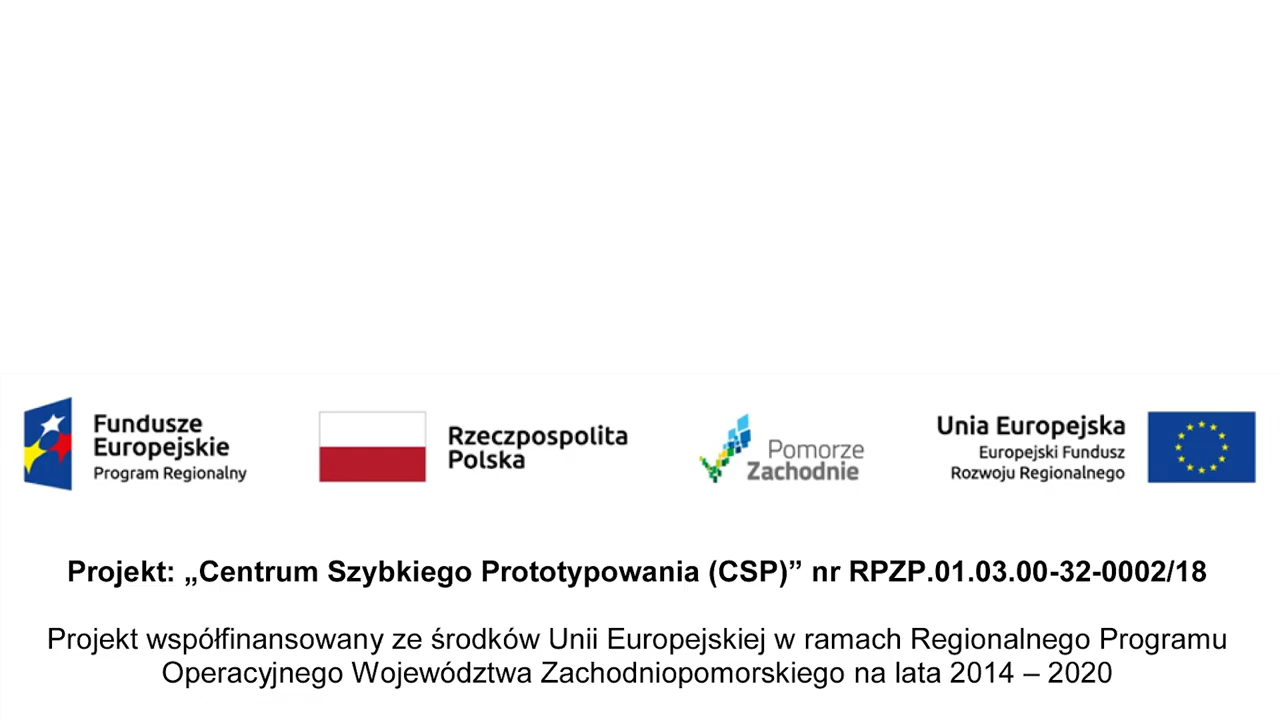 Fundusze
Europejskie
Program Regionalny
Rzeczpospolita
Polska
Pomorze
Zachodnie
Unia Europejska
Europejski Fundusz
Rozwoju Regionalnego
Projekt: „Centrum Szybkiego Prototypowania (CSP)” nr RPZP.01.03.00-32-0002/18
Projekt współfinansowany ze środków Unii Europejskiej w ramach Regionalnego Programu
Operacyjnego Województwa Zachodniopomorskiego na lata 2014 – 2020